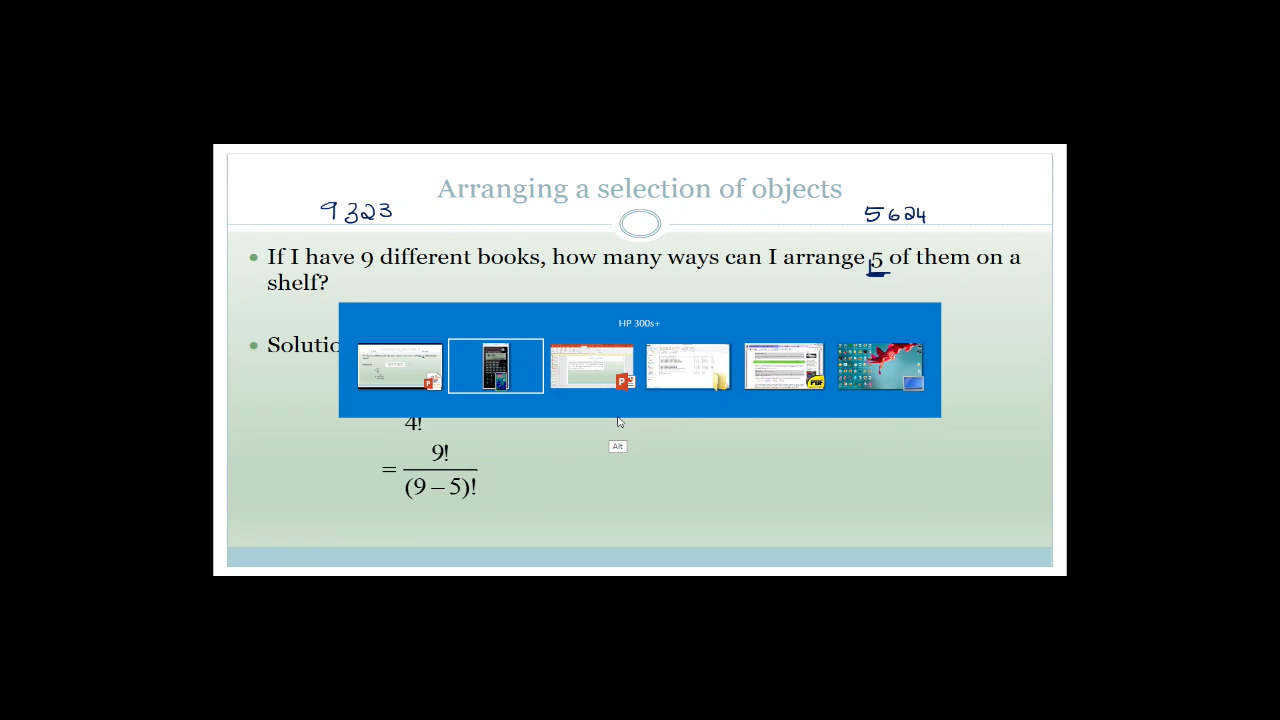 Arranging a selection of objects
9323
5624
• If I have 9 different books, how many ways can I arrange 5 of them on a
shelf?
HP 300s+
• Solutio
4!
Alt
= 9! / (9 – 5)!